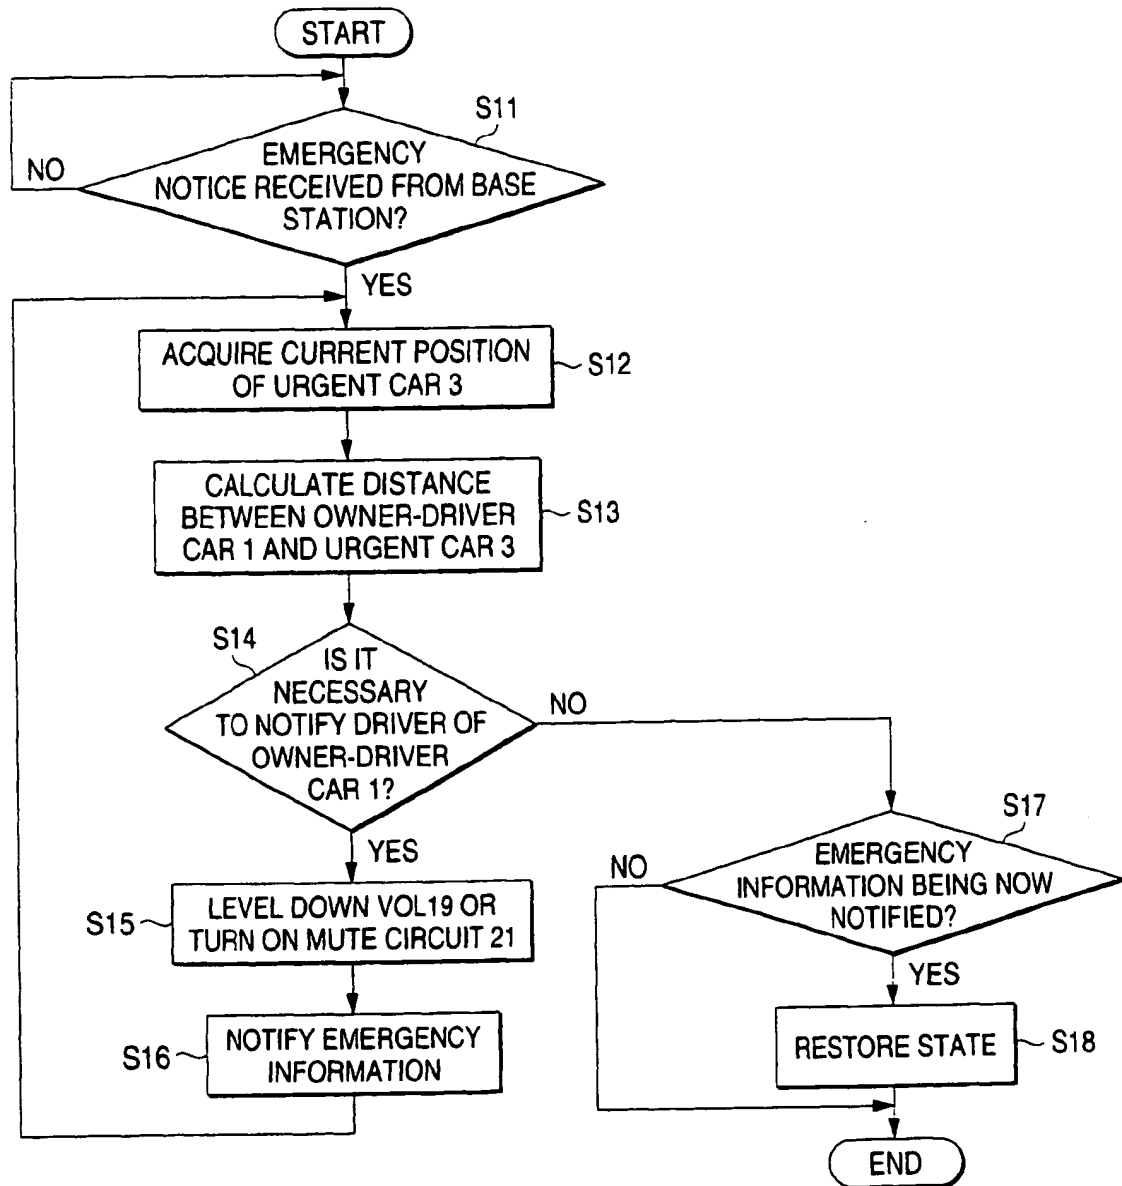 START
S11
EMERGENCY
NOTICE RECEIVED FROM BASE
STATION?
NO
YES
ACQUIRE CURRENT POSITION
OF URGENT CAR 3
S12
CALCULATE DISTANCE
BETWEEN OWNER-DRIVER
CAR 1 AND URGENT CAR 3
S13
S14
IS IT
NECESSARY
TO NOTIFY DRIVER OF
OWNER-DRIVER
CAR 1?
NO
YES
S15
LEVEL DOWN VOL19 OR
TURN ON MUTE CIRCUIT 21
S16
NOTIFY EMERGENCY
INFORMATION
S17
EMERGENCY
INFORMATION BEING NOW
NOTIFIED?
NO
YES
RESTORE STATE
S18
END